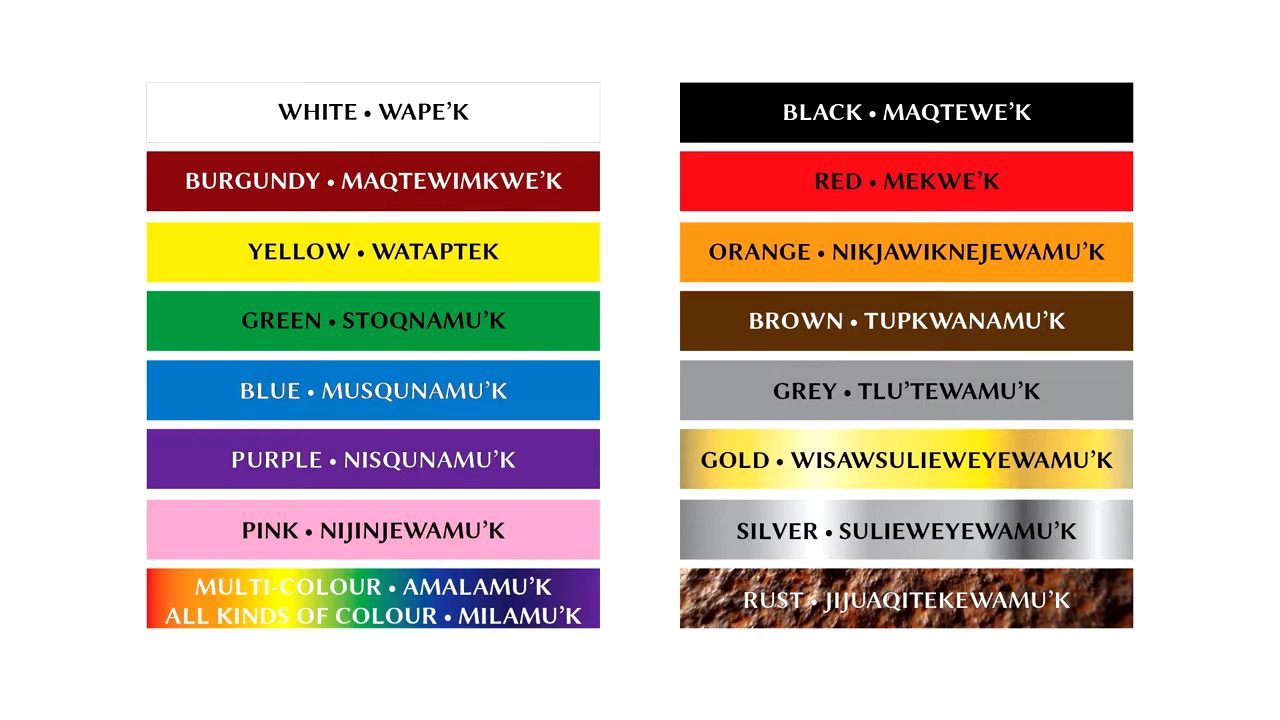 WHITE • WAPE’K
BURGUNDY • MAQTEWIMKWE’K
YELLOW • WATAPTEK
GREEN • STOQNAMU’K
BLUE • MUSQUNAMU’K
PURPLE • NISQUNAMU’K
PINK • NIJINJEWAMU’K
MULTI-COLOUR • AMALAMU’K
ALL KINDS OF COLOUR • MILAMU’K
BLACK • MAQTEWE’K
RED • MEKWE’K
ORANGE • NIKJAWIKNEJEWAMU’K
BROWN • TUPKWANAMU’K
GREY • TLU’TEWAMU’K
GOLD • WISAWSULIEWEYEWAMU’K
SILVER • SULIEWEYEWAMU’K
RUST • JIJUAQITEKEWAMU’K